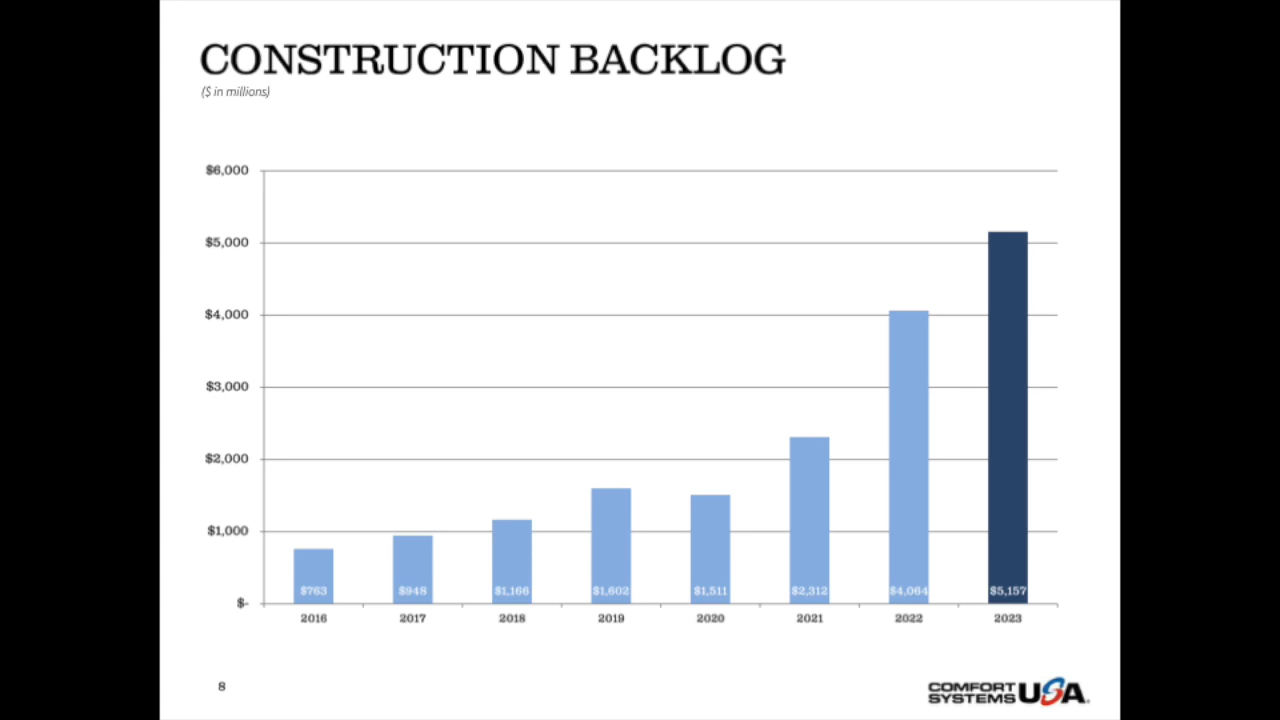 CONSTRUCTION BACKLOG
($ in millions)
$6,000
$5,000
$4,000
$3,000
$2,000
$1,000
$-
$763 $948 $1,166 $1,602 $1,511 $2,312 $4,064 $5,157
2016 2017 2018 2019 2020 2021 2022 2023
8
COMFORT
SYSTEMS USA